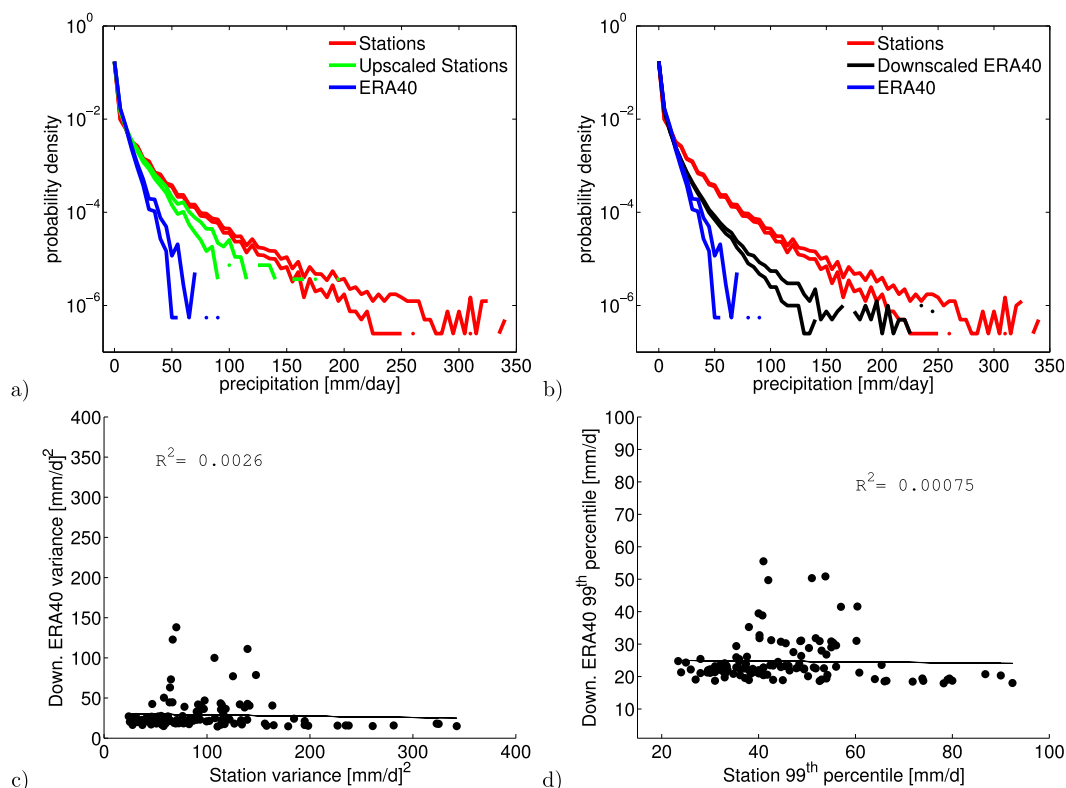 Stations
Upscaled Stations
ERA40
probability density
10^0
10^-2
10^-4
10^-6
0 50 100 150 200 250 300 350
precipitation [mm/day]
a)
Stations
Downscaled ERA40
ERA40
probability density
10^0
10^-2
10^-4
10^-6
0 50 100 150 200 250 300 350
precipitation [mm/day]
b)
R^2= 0.0026
Down. ERA40 variance [mm/d]^2
400
350
300
250
200
150
100
50
0
0 100 200 300 400
Station variance [mm/d]^2
c)
R^2= 0.00075
Down. ERA40 99^th percentile [mm/d]
100
90
80
70
60
50
40
30
20
10
20 40 60 80 100
Station 99^th percentile [mm/d]
d)